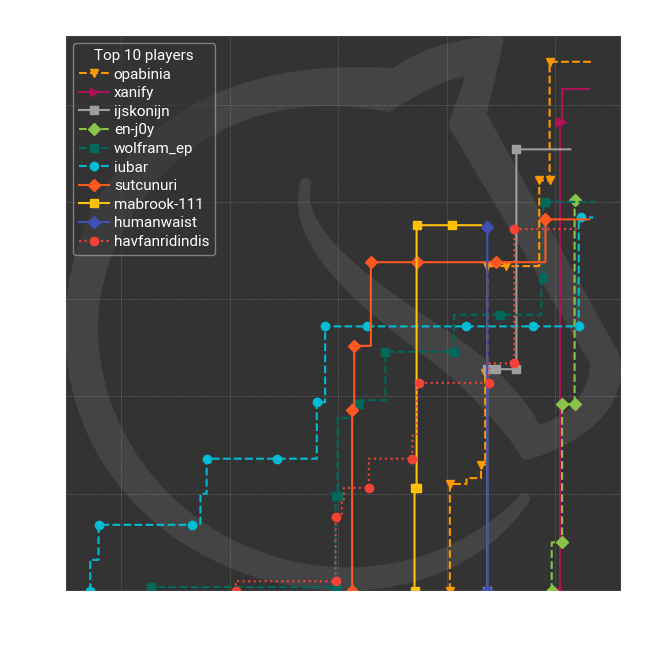 Top 10 players
opabinia
xanify
ijskonijn
en-j0y
wolfram_ep
iubar
sutcunuri
mabrook-111
humanwaist
havfanridindis